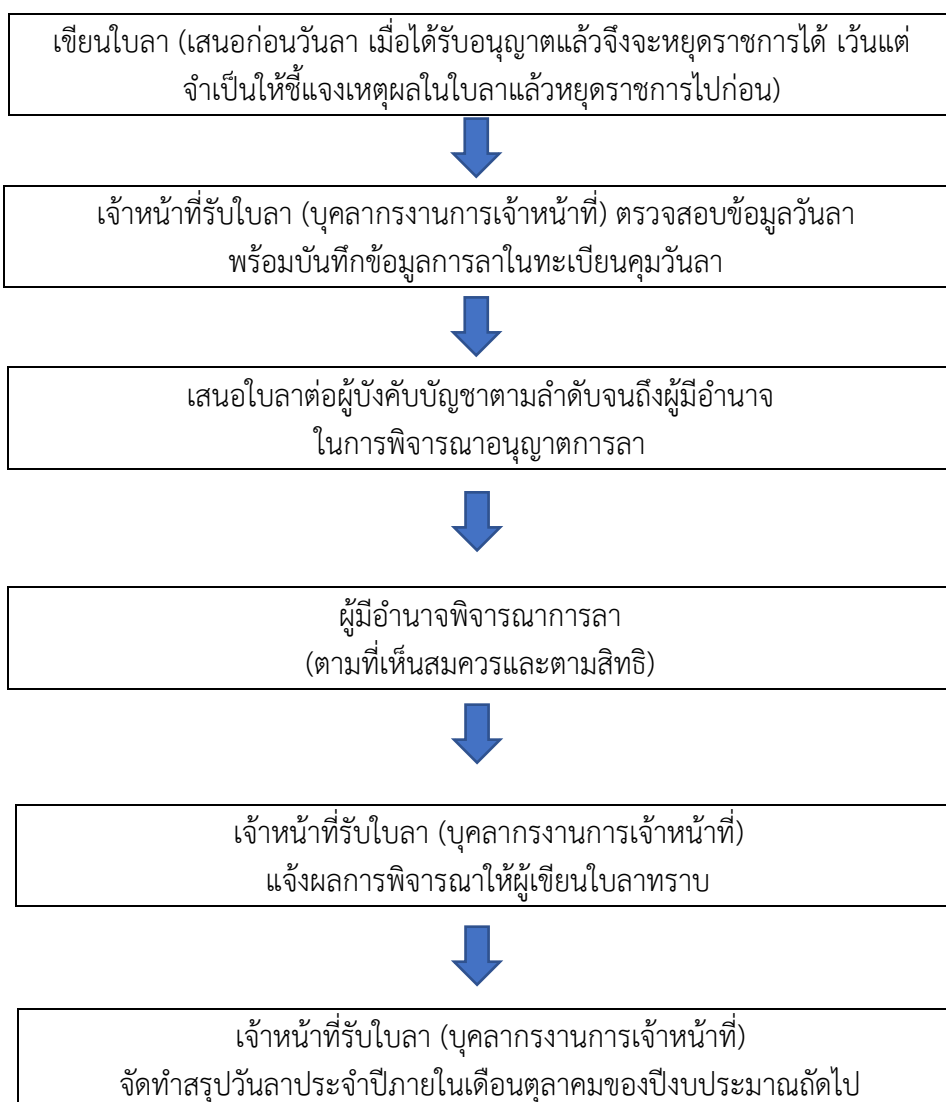 เขียนใบลา (เสนอก่อนวันลา เมื่อได้รับอนุญาตแล้วจึงจะหยุดราชการได้ เว้นแต่
จำเป็นให้ชี้แจงเหตุผลในใบลาแล้วหยุดราชการไปก่อน)
เจ้าหน้าที่รับใบลา (บุคลากรงานการเจ้าหน้าที่) ตรวจสอบข้อมูลวันลา
พร้อมบันทึกข้อมูลการลาในทะเบียนคุมวันลา
เสนอใบลาต่อผู้บังคับบัญชาตามลำดับจนถึงผู้มีอำนาจ
ในการพิจารณาอนุญาตการลา
ผู้มีอำนาจพิจารณาการลา
(ตามที่เห็นสมควรและตามสิทธิ)
เจ้าหน้าที่รับใบลา (บุคลากรงานการเจ้าหน้าที่)
แจ้งผลการพิจารณาให้ผู้เขียนใบลาทราบ
เจ้าหน้าที่รับใบลา (บุคลากรงานการเจ้าหน้าที่)
จัดทำสรุปวันลาประจำปีภายในเดือนตุลาคมของปีงบประมาณถัดไป